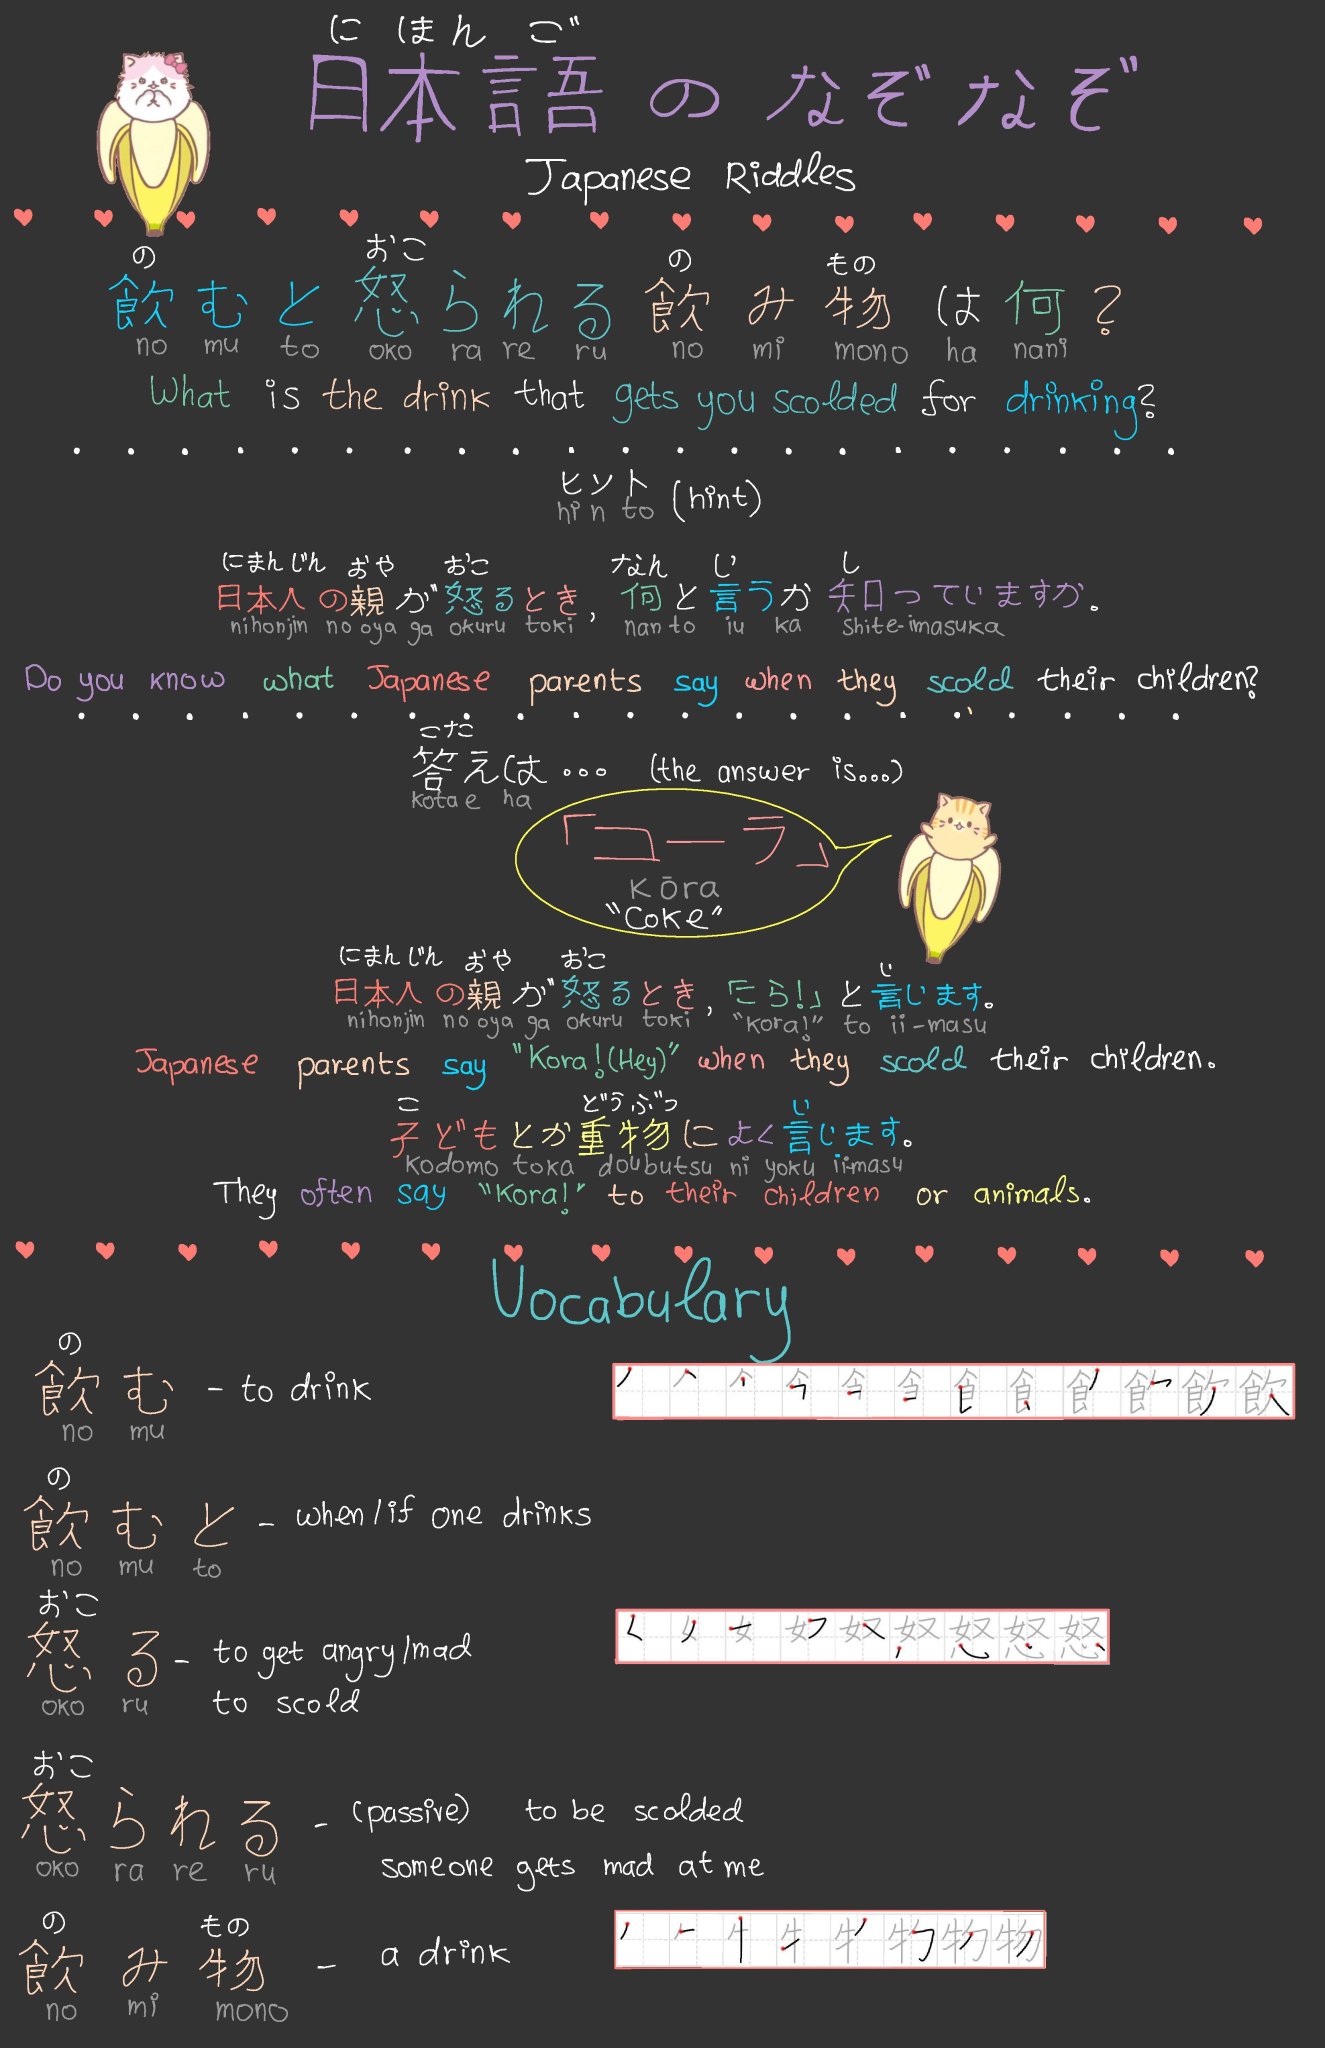 に ほん ご
日本語 の なぞなぞ
Japanese Riddles
の おこ の もの
飲むと怒られる飲み物は何?
no mu to oko ra re ru no mi mono ha nani
What is the drink that gets you scolded for drinking?
ヒント (hint)
hi n to
にまんじん おや おこ なん い し
日本人の親が怒るとき, 何と言うか知っていますか。
nihonjin no oya ga okuru toki nan to iu ka shite-imasuka
Do you know what Japanese parents say when they scold their children?
こたこ
答えは... (the answer is...)
kotae ha
「コーラ」
kōra
"Coke"
にまんじん おや おこ い
日本人の親が怒るとき, 「こら!」と言じます。
nihonjin no oya ga okuru toki "kora!" to ii-masu
Japanese parents say "Kora!(Hey)" when they scold their children.
こ どうぶつ い
子どもとか重物によく言じます。
kodomo toka doubutsu ni yoku ii-masu
They often say "Kora!" to their children or animals.
Vocabulary
の
飲む - to drink
no mu
の
飲むと - when/if one drinks
no mu to
おこ
怒る - to get angry/mad
oko ru to scold
おこ
怒られる - (passive) to be scolded
oko ra re ru someone gets mad at me
の もの
飲み物 - a drink
no mi mono